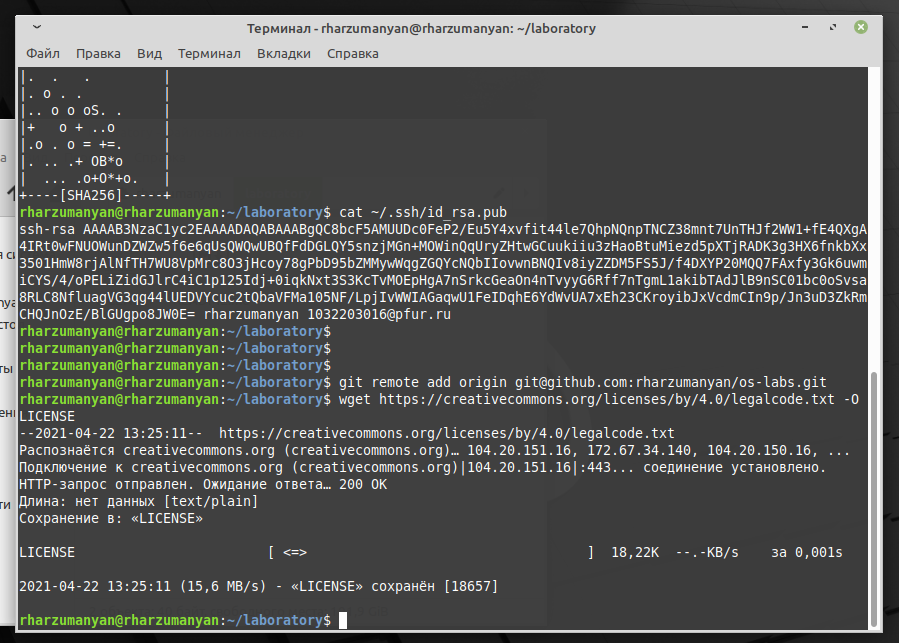 Терминал - rharzumanyan@rharzumanyan: ~/laboratory
Файл Правка Вид Терминал Вкладки Справка
|.  .   .         |
|. o . .          |
|.. o o oS. .     |
|+   o + ..o      |
|.o . o = +=.     |
|. .. .+ OB*o     |
|  ... .o+O*+o.   |
+----[SHA256]-----+
rharzumanyan@rharzumanyan:~/laboratory$ cat ~/.ssh/id_rsa.pub
ssh-rsa AAAAB3NzaC1yc2EAAAADAQABAAABgQC8bcF5AMUUDc0FeP2/Eu5Y4xvfit44le7QhpNQnpTNCZ38mnt7UnTHJf2WW1+fE4QXgA
4IRt0wFNUOWunDZWZw5f6e6qUsQWQwUBQfFdDGLQY5snzjMGn+MOWinQqUryZHtwGCuukiiu3zHaoBtuMiezd5pXTjRADK3g3HX6fnkbXx
3501HmW8rjAlNfTH7WU8VpMrc8O3jHcoy78gPbD95bZMMywWqgZGQYcNQbIIovwnBNQIv8iyZZDM5FS5J/f4DXYP20MQQ7FAxfy3Gk6uwm
iCYS/4/oPELiZidGJlrC4iC1p125Idj+0iqkNxt3S3KcTvMOEpHgA7nSrkcGeaOn4nTvyyG6Rff7nTgmL1akibTAdJlB9nSC01bc0oSvsa
8RLC8NfluagVG3qg44lUEDVYcuc2tQbaVFMa105NF/LpjIvWWIAGaqwU1FeIDqhE6YdWvUA7xEh23CKroyibJxVcdmCIn9p/Jn3uD3ZkRm
CHQJnOzE/BlGUgpo8JW0E= rharzumanyan 1032203016@pfur.ru
rharzumanyan@rharzumanyan:~/laboratory$
rharzumanyan@rharzumanyan:~/laboratory$
rharzumanyan@rharzumanyan:~/laboratory$
rharzumanyan@rharzumanyan:~/laboratory$ git remote add origin git@github.com:rharzumanyan/os-labs.git
rharzumanyan@rharzumanyan:~/laboratory$ wget https://creativecommons.org/licenses/by/4.0/legalcode.txt -O
LICENSE
--2021-04-22 13:25:11--  https://creativecommons.org/licenses/by/4.0/legalcode.txt
Распознаётся creativecommons.org (creativecommons.org)… 104.20.151.16, 172.67.34.140, 104.20.150.16, ...
Подключение к creativecommons.org (creativecommons.org)|104.20.151.16|:443... соединение установлено.
HTTP-запрос отправлен. Ожидание ответа… 200 OK
Длина: нет данных [text/plain]
Сохранение в: «LICENSE»
LICENSE [ <=> ] 18,22K --.-KB/s за 0,001s
2021-04-22 13:25:11 (15,6 MB/s) - «LICENSE» сохранён [18657]
rharzumanyan@rharzumanyan:~/laboratory$